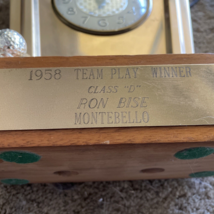 1958 TEAM PLAY WINNER
CLASS "D"
RON BISE
MONTEBELLO